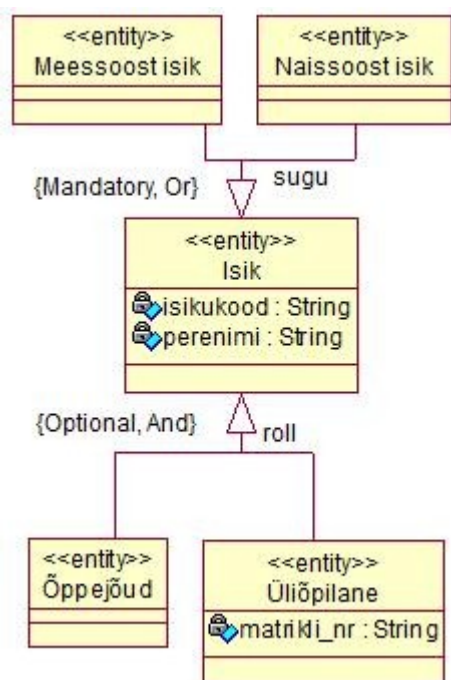 <<entity>>
Meessoost isik
<<entity>>
Naissoost isik
{Mandatory, Or}
sugu
<<entity>>
Isik
isikukood : String
perenimi : String
{Optional, And}
roll
<<entity>>
Õppejõud
<<entity>>
Üliõpilane
matrikli_nr : String